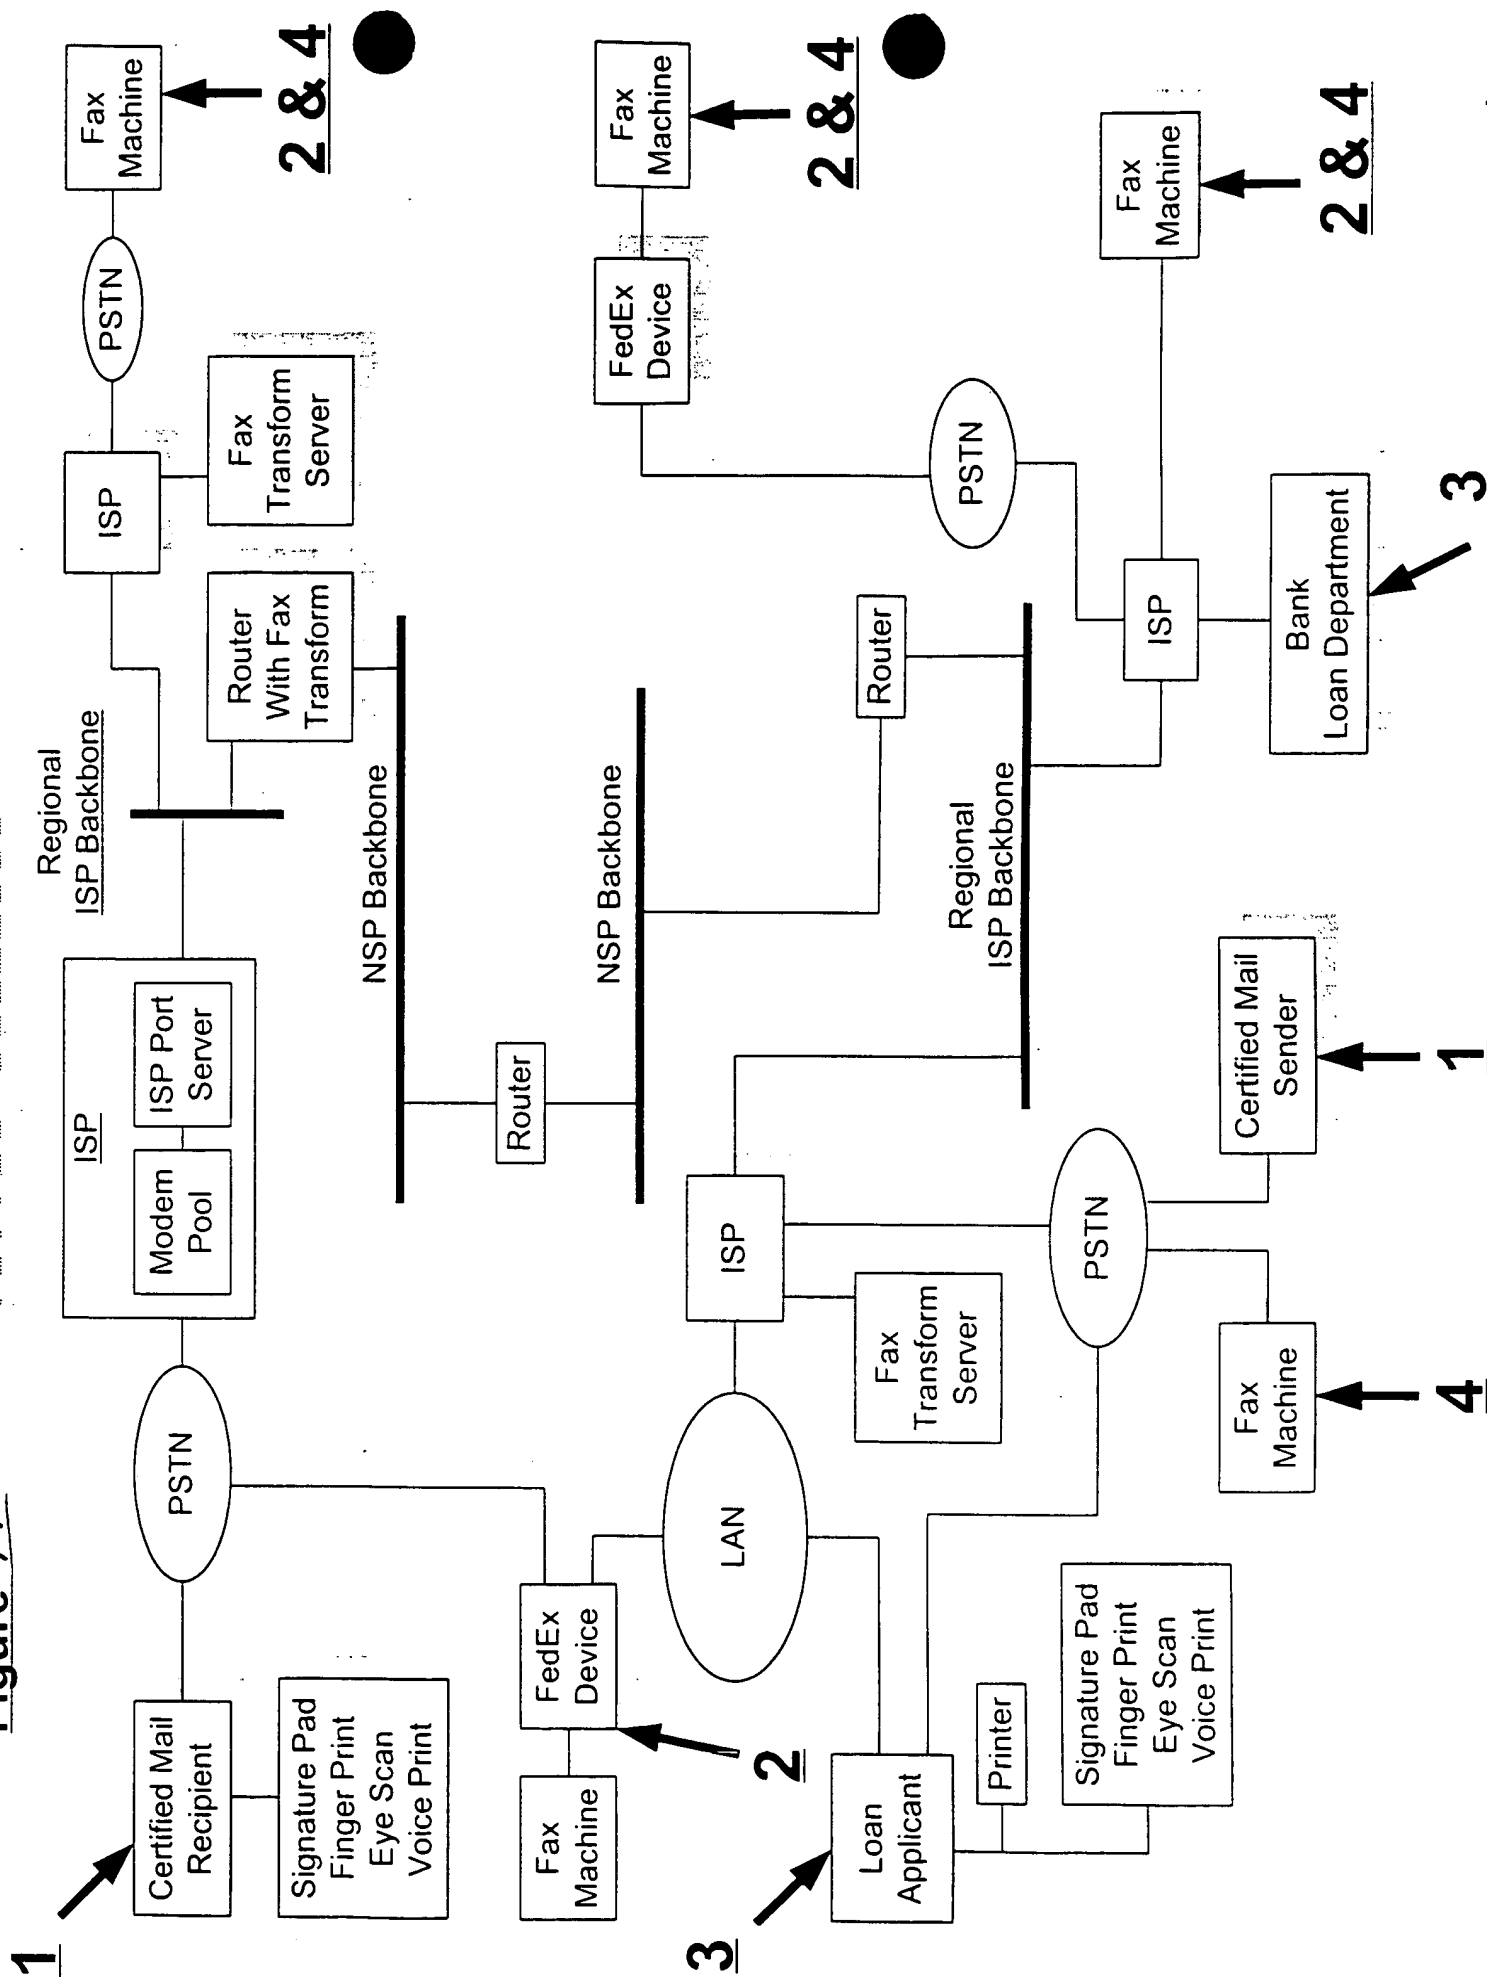 Figure
1
Regional
ISP Backbone
ISP
Certified Mail
Recipient
PSTN
Modem
Pool
ISP Port
Server
ISP
PSTN
Fax
Machine
2 & 4
Signature Pad
Finger Print
Eye Scan
Voice Print
Router
With Fax
Transform
Fax
Transform
Server
NSP Backbone
Fax
Machine
FedEx
Device
2
Router
NSP Backbone
FedEx
Device
Fax
Machine
2 & 4
3
LAN
ISP
Loan
Applicant
Fax
Transform
Server
Router
PSTN
Regional
ISP Backbone
Printer
Signature Pad
Finger Print
Eye Scan
Voice Print
PSTN
ISP
Fax
Machine
2 & 4
Fax
Machine
4
Certified Mail
Sender
1
Bank
Loan Department
3